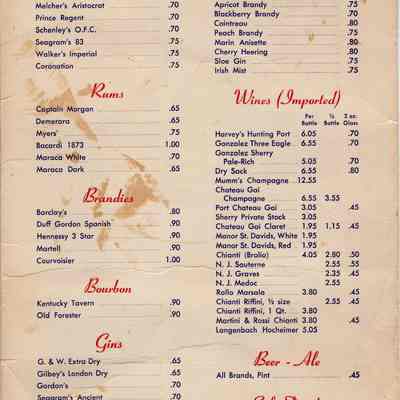 Melcher's Aristocrat .70
Prince Regent .70
Schenley's O.F.C. .70
Seagram's 83 .75
Walker's Imperial .75
Coronation .75
Rums
Captain Morgan .65
Demerara .65
Myers' .75
Bacardi 1873 1.00
Maraca White .70
Maraca Dark .65
Brandies
Barclay's .80
Duff Gordon Spanish .90
Hennessy 3 Star .90
Martell .90
Courvoisier 1.00
Bourbon
Kentucky Tavern .90
Old Forester .90
Gins
G. & W. Extra Dry .65
Gilbey's London Dry .65
Gordon's .70
Seagram's Ancient .70
Apricot Brandy .75
Blackberry Brandy .70
Cointreau .80
Peach Brandy .75
Marin Anisette .80
Cherry Heering .80
Sloe Gin .75
Irish Mist .75
Wines (Imported)
Per Bottle ½ Bottle 2 oz. Glass
Harvey's Hunting Port 6.05 .70
Gonzalez Three Eagle 6.55 .70
Gonzalez Sherry
Pale-Rich 5.05 .70
Dry Sack 6.55 .80
Mumm's Champagne 12.55
Chateau Gai
Champagne 6.55 3.55
Port Chateau Gai 3.05 .45
Sherry Private Stock 3.05
Chateau Gai Claret 1.95 1.15 .45
Manor St. Davids, White 1.95
Manor St. Davids, Red 1.95
Chianti (Brolio) 4.05 2.80 .50
N. J. Sauterne 2.55 .55
N. J. Graves 2.35 .45
N. J. Medoc 2.55
Rollo Marsala 3.80 .45
Chianti Riffini, ½ size 2.55 .45
Chianti Riffini, 1 Qt. 3.80
Martini & Rossi Chianti 3.80 .45
Langenbach Hocheimer 5.05
Beer - Ale
All Brands, Pint .45